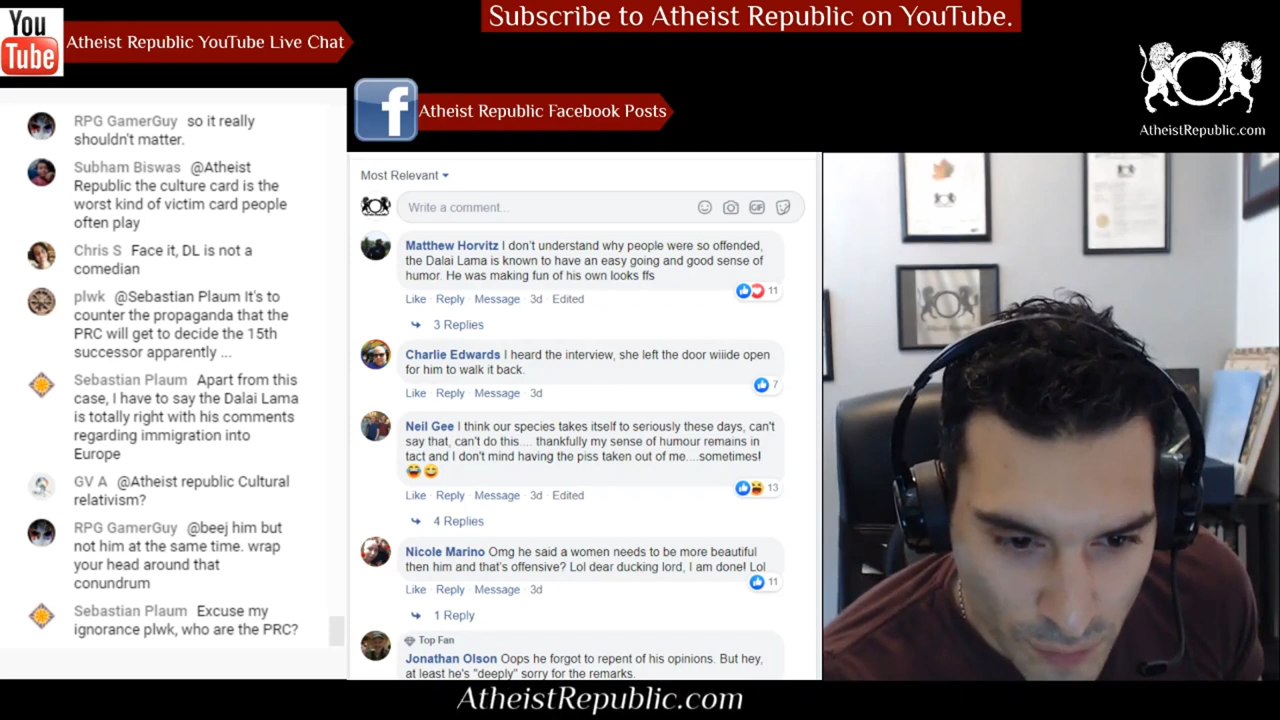 Subscribe to Atheist Republic on YouTube.
You
Tube
Atheist Republic YouTube Live Chat
AtheistRepublic.com
f
Atheist Republic Facebook Posts
RPG GamerGuy so it really
shouldn't matter.
Subham Biswas @Atheist
Republic the culture card is the
worst kind of victim card people
often play
Chris S Face it, DL is not a
comedian
plwk @Sebastian Plaum It's to
counter the propaganda that the
PRC will get to decide the 15th
successor apparently ...
Sebastian Plaum Apart from this
case, I have to say the Dalai Lama
is totally right with his comments
regarding immigration into
Europe
GV A @Atheist republic Cultural
relativism?
RPG GamerGuy @beej him but
not him at the same time. wrap
your head around that
conundrum
Sebastian Plaum Excuse my
ignorance plwk, who are the PRC?
Most Relevant
Write a comment...
GIF
Matthew Horvitz I don't understand why people were so offended,
the Dalai Lama is known to have an easy going and good sense of
humor. He was making fun of his own looks ffs
11
Like · Reply · Message · 3d · Edited
3 Replies
Charlie Edwards I heard the interview, she left the door wiiide open
for him to walk it back.
7
Like · Reply · Message · 3d
Neil Gee I think our species takes itself to seriously these days, can't
say that, can't do this.... thankfully my sense of humour remains in
tact and I don't mind having the piss taken out of me....sometimes!
😂😄
13
Like · Reply · Message · 3d · Edited
4 Replies
Nicole Marino Omg he said a women needs to be more beautiful
then him and that's offensive? Lol dear ducking lord, I am done! Lol
11
Like · Reply · Message · 3d
1 Reply
Top Fan
Jonathan Olson Oops he forgot to repent of his opinions. But hey,
at least he's "deeply" sorry for the remarks.
AtheistRepublic.com